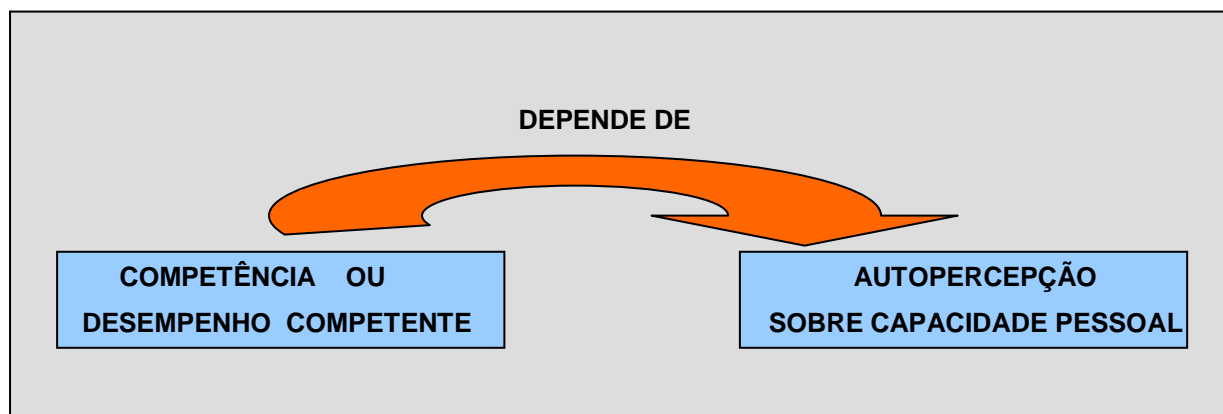 DEPENDE DE
COMPETÊNCIA OU
DESEMPENHO COMPETENTE
AUTOPERCEPÇÃO
SOBRE CAPACIDADE PESSOAL